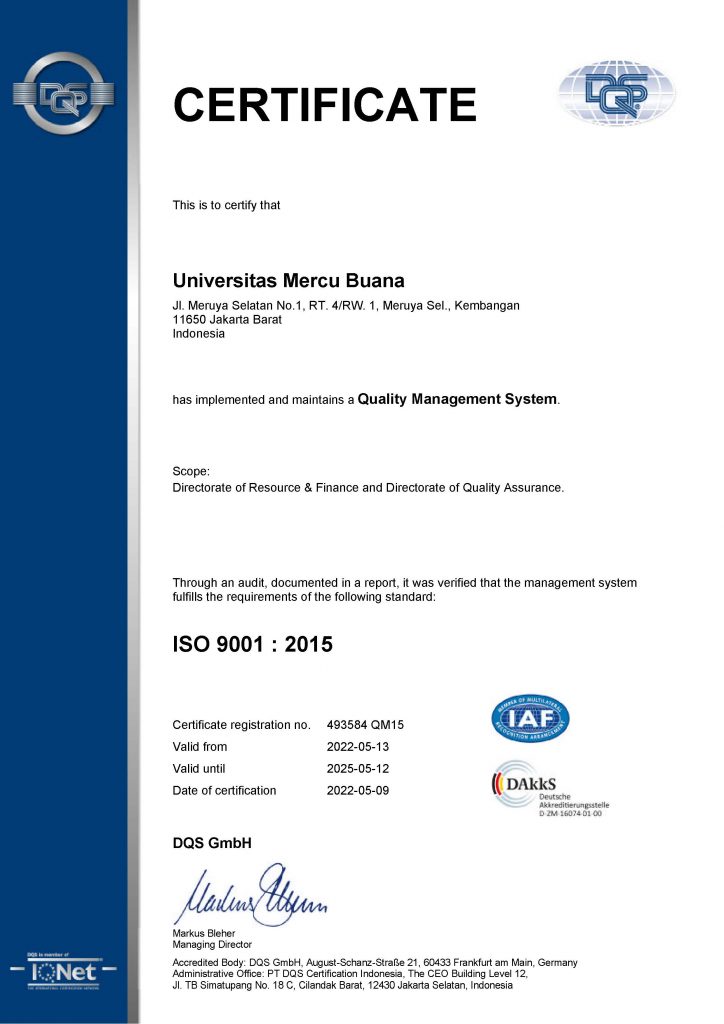 DQS
CERTIFICATE
DQS
This is to certify that
Universitas Mercu Buana
Jl. Meruya Selatan No.1, RT. 4/RW. 1, Meruya Sel., Kembangan
11650 Jakarta Barat
Indonesia
has implemented and maintains a Quality Management System.
Scope:
Directorate of Resource & Finance and Directorate of Quality Assurance.
Through an audit, documented in a report, it was verified that the management system
fulfills the requirements of the following standard:
ISO 9001 : 2015
Certificate registration no. 493584 QM15
Valid from 2022-05-13
Valid until 2025-05-12
Date of certification 2022-05-09
MEMBER OF MULTILATERAL
IAF
RECOGNITION ARRANGEMENT
DAkkS
Deutsche
Akkreditierungsstelle
D-ZM-16074-01-00
DQS GmbH
Markus Bleher
Managing Director
Accredited Body: DQS GmbH, August-Schanz-Straße 21, 60433 Frankfurt am Main, Germany
Administrative Office: PT DQS Certification Indonesia, The CEO Building Level 12,
Jl. TB Simatupang No. 18 C, Cilandak Barat, 12430 Jakarta Selatan, Indonesia
DQS is member of
IQNet
THE INTERNATIONAL CERTIFICATION NETWORK